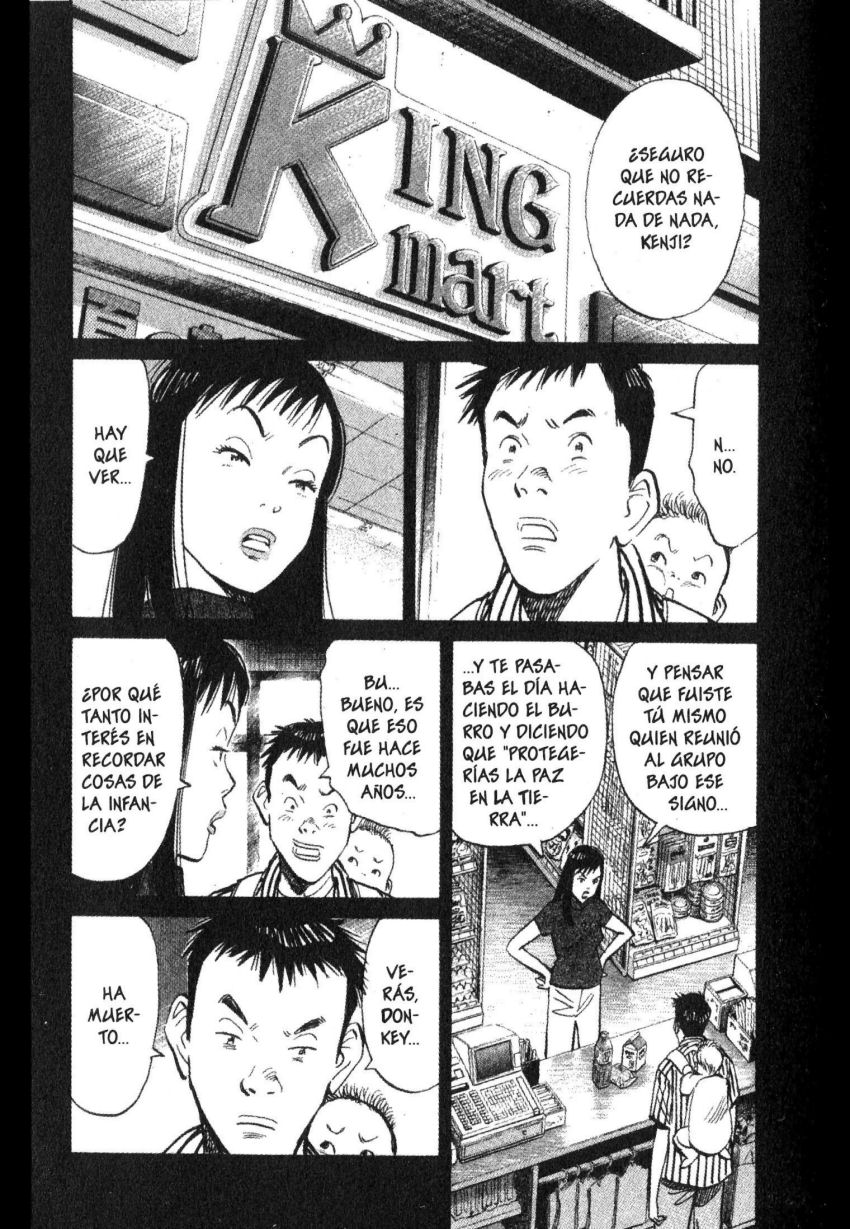 KING
mart
¿SEGURO
QUE NO RE-
CUERDAS NA-
DA DE NADA,
KENJI?
N...
NO.
HAY
QUE
VER...
Y PENSAR
QUE FUISTE
TÚ MISMO
QUIEN REUNIÓ
AL GRUPO
BAJO ESE
SIGNO...
...Y TE PASA-
BAS EL DÍA HA-
CIENDO EL BU-
RRO Y DICIENDO
QUE "PROTEGE-
RÍAS LA PAZ
EN LA TIE-
RRA"...
BU...
BUENO, ES
QUE ESO
FUE HACE
MUCHOS
AÑOS...
¿POR QUÉ
TANTO IN-
TERÉS EN
RECORDAR
COSAS DE
LA INFAN-
CIA?
VE-
RÁS,
DON-
KEY...
HA
MUER-
TO...